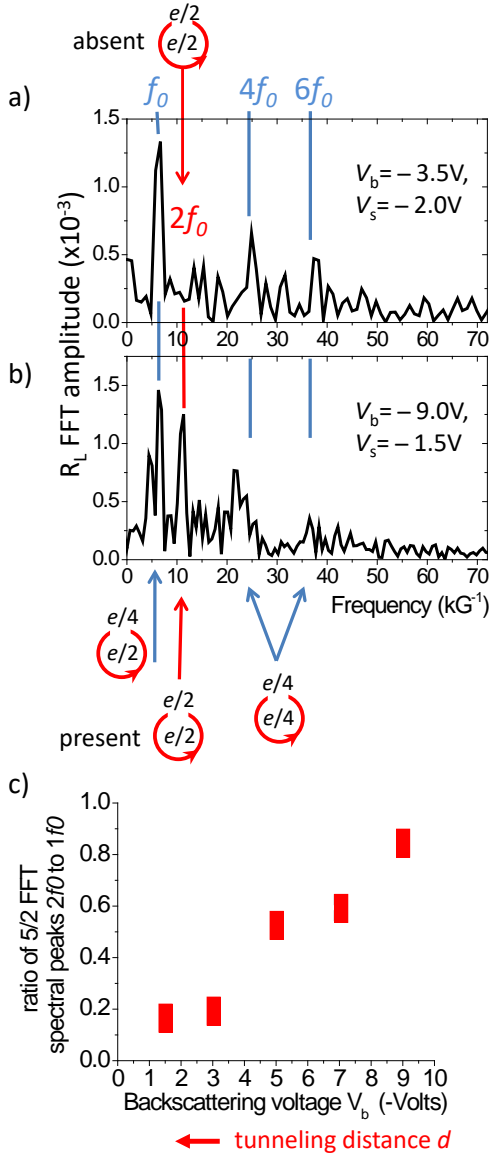 absent
e/2
e/2
a)
f0
4f0
6f0
1.5
1.0
0.5
0.0
Vb= – 3.5V,
Vs= – 2.0V
2f0
0
10
20
30
40
50
60
70
RL FFT amplitude (x10-3)
b)
1.5
1.0
0.5
0.0
Vb= – 9.0V,
Vs= – 1.5V
0
10
20
30
40
50
60
70
Frequency (kG-1)
e/4
e/2
e/2
e/2
present
e/4
e/4
c)
ratio of 5/2 FFT
spectral peaks 2f0 to 1f0
1.0
0.8
0.6
0.4
0.2
0.0
0 1 2 3 4 5 6 7 8 9 10
Backscattering voltage Vb (-Volts)
tunneling distance d